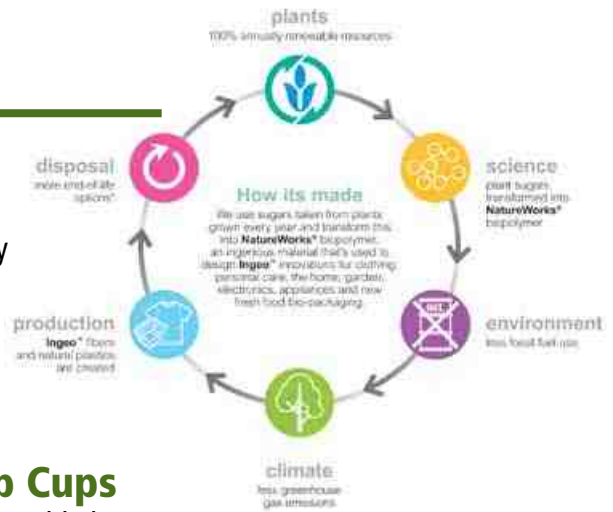 plants
100% annually renewable resources
disposal
more end-of-life
options*
science
plant sugars
transformed into
NatureWorks®
biopolymer
How its made
We use sugars taken from plants
grown every year and transform this
into NatureWorks® biopolymer,
an ingenious material that's used to
design Ingeo™ innovations for clothing,
personal care, the home, garden,
electronics, appliances and new
fresh food bio-packaging
y
production
Ingeo™ fibers
and natural plastics
are created
environment
less fossil fuel use
climate
less greenhouse
gas emissions
Cups